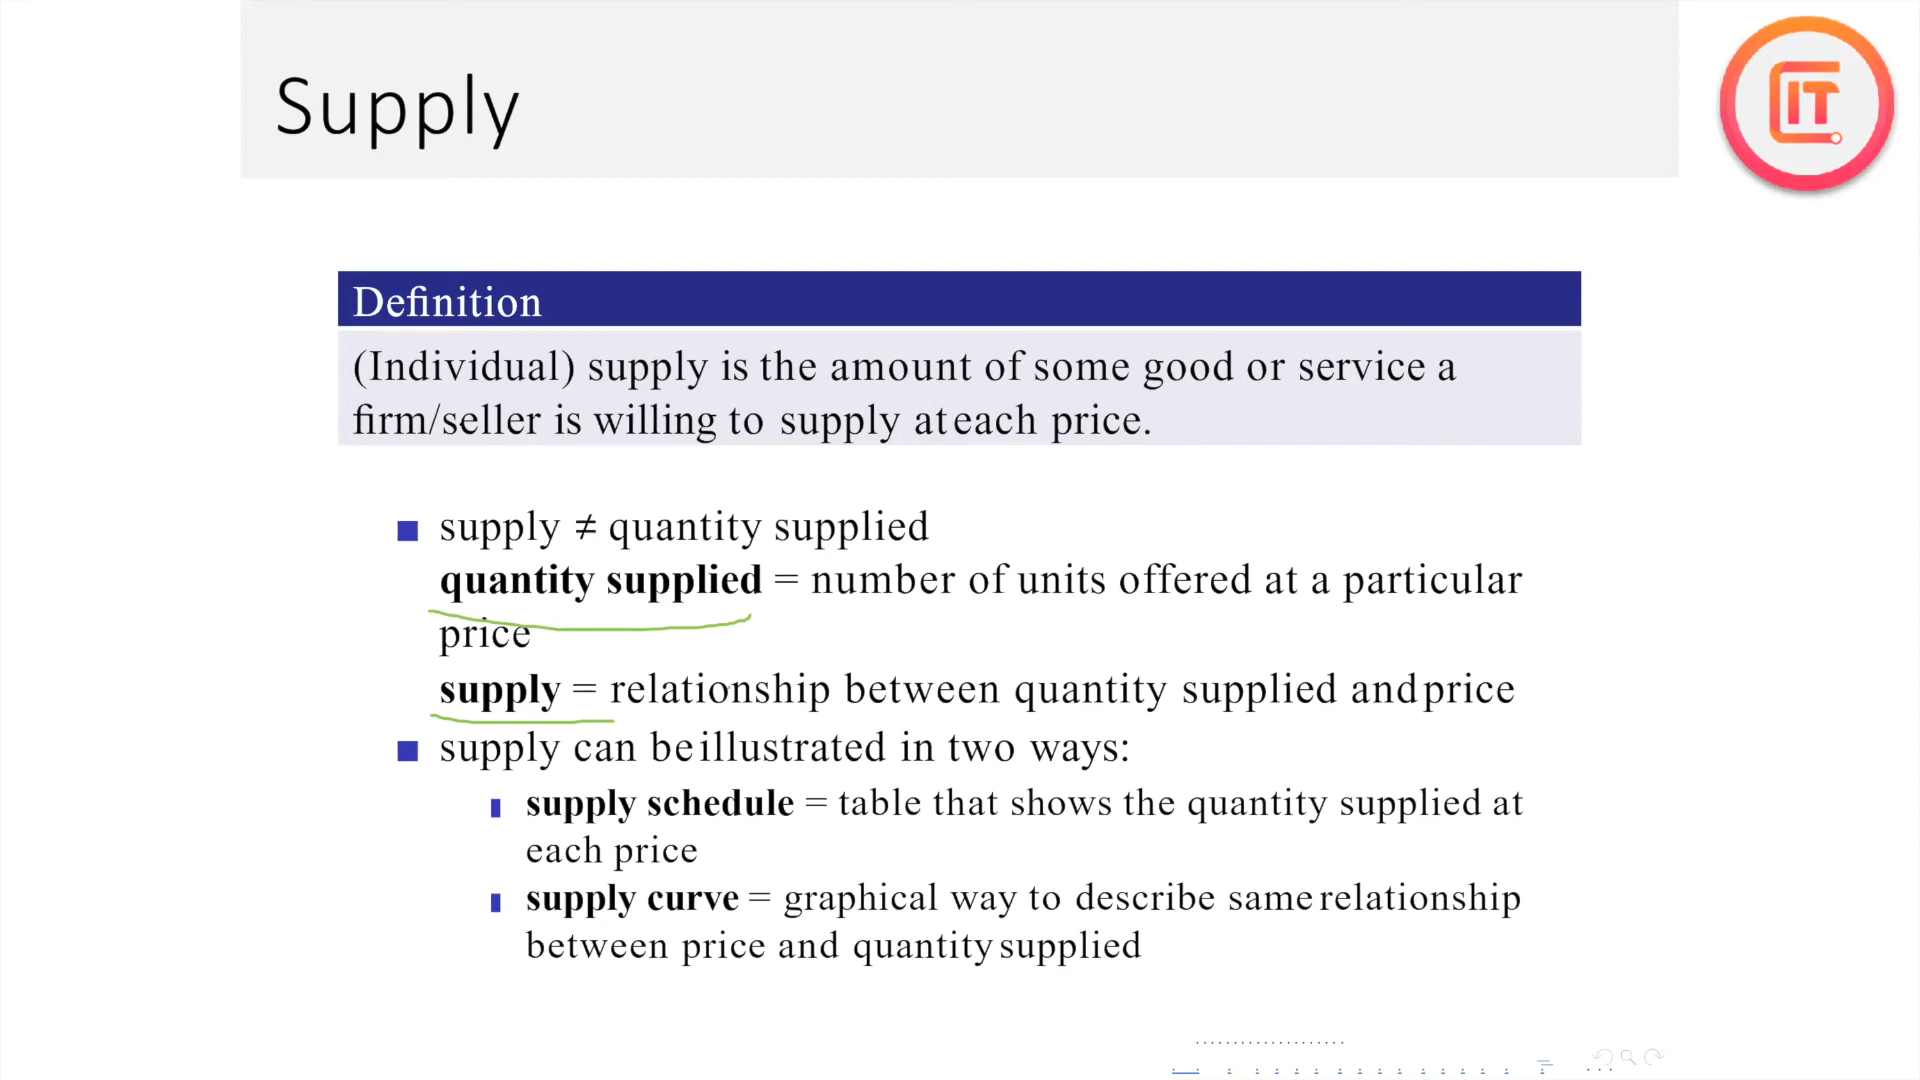 Supply
IT
Definition
(Individual) supply is the amount of some good or service a
firm/seller is willing to supply at each price.
supply ≠ quantity supplied
quantity supplied = number of units offered at a particular
price
supply = relationship between quantity supplied and price
supply can be illustrated in two ways:
supply schedule = table that shows the quantity supplied at
each price
supply curve = graphical way to describe same relationship
between price and quantity supplied